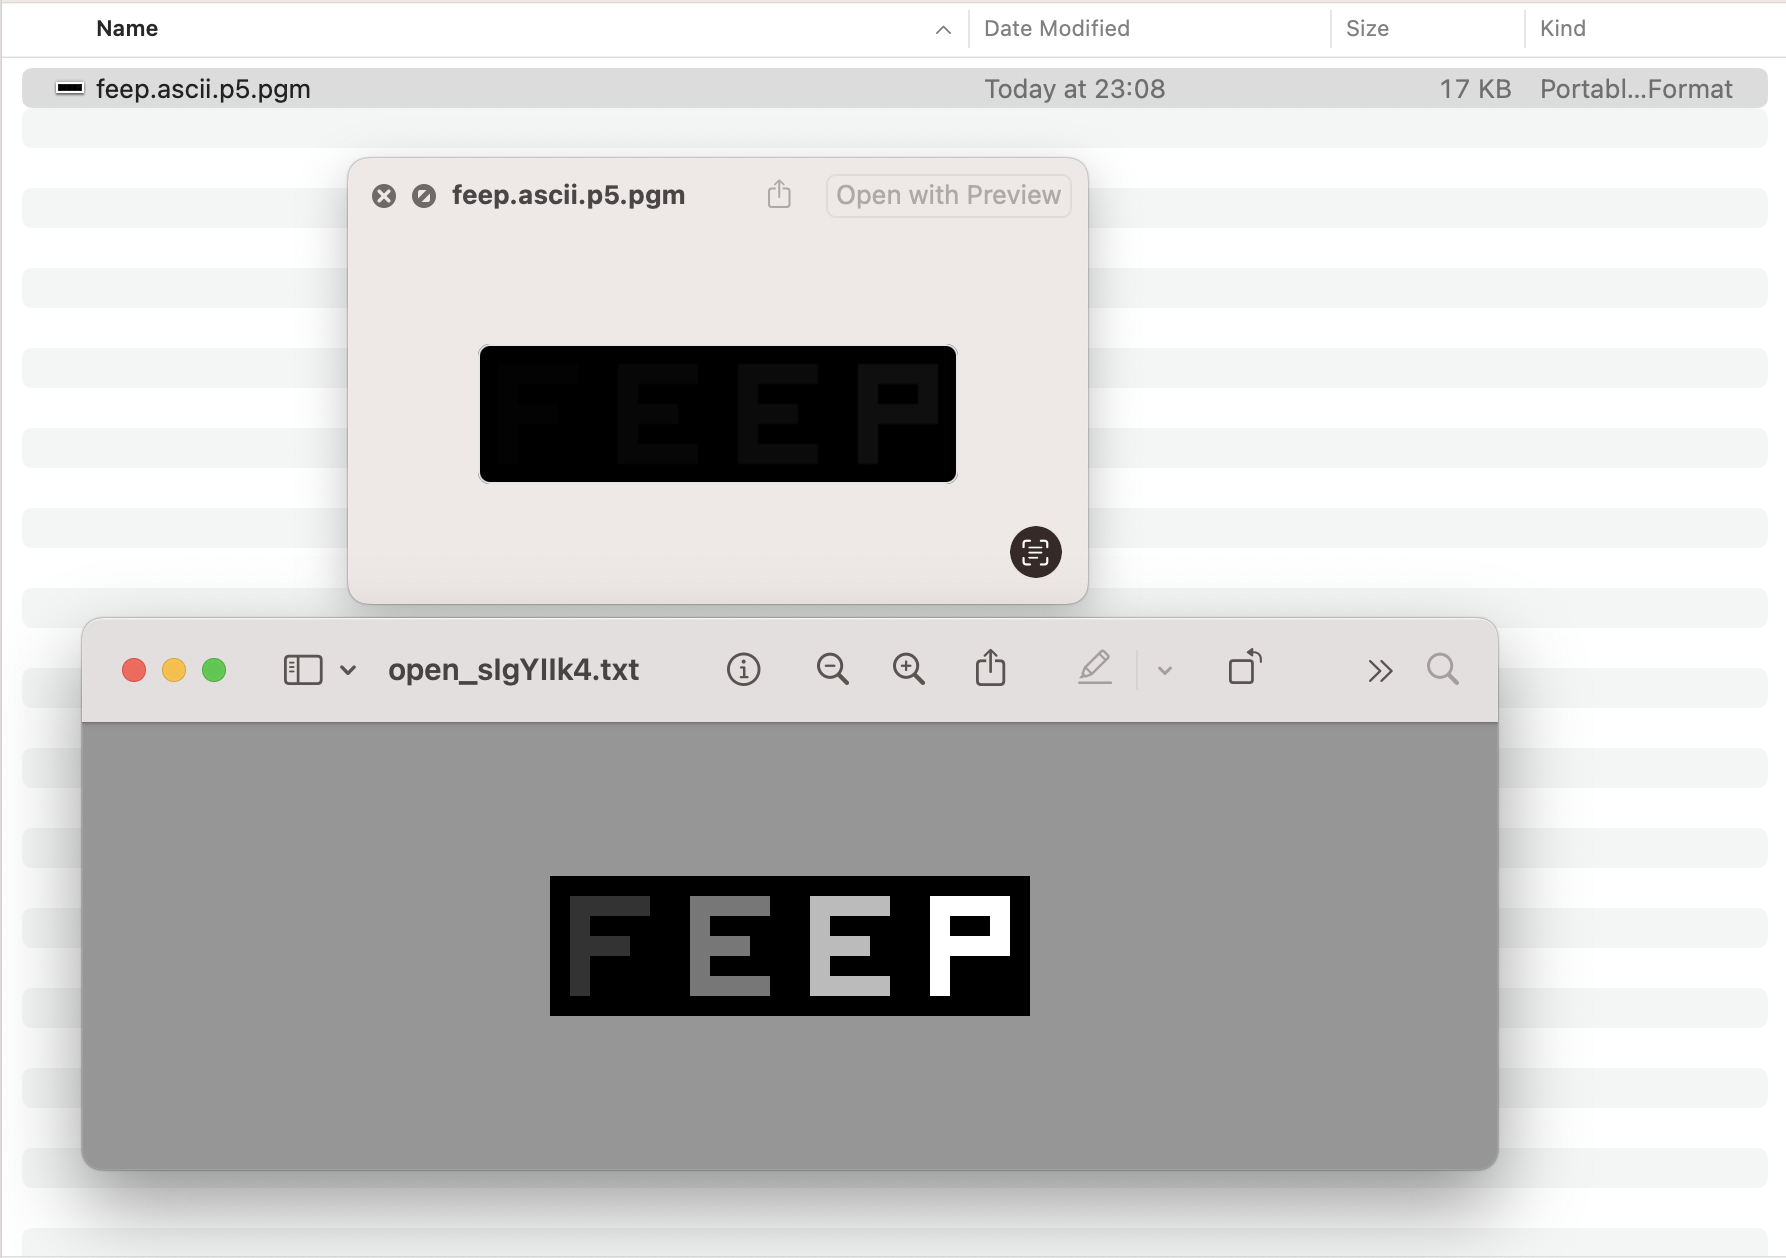 Name Date Modified Size Kind
feep.ascii.p5.pgm Today at 23:08 17 KB Portabl...Format
feep.ascii.p5.pgm Open with Preview
FEEP
open_sIgYIIk4.txt
FEEP